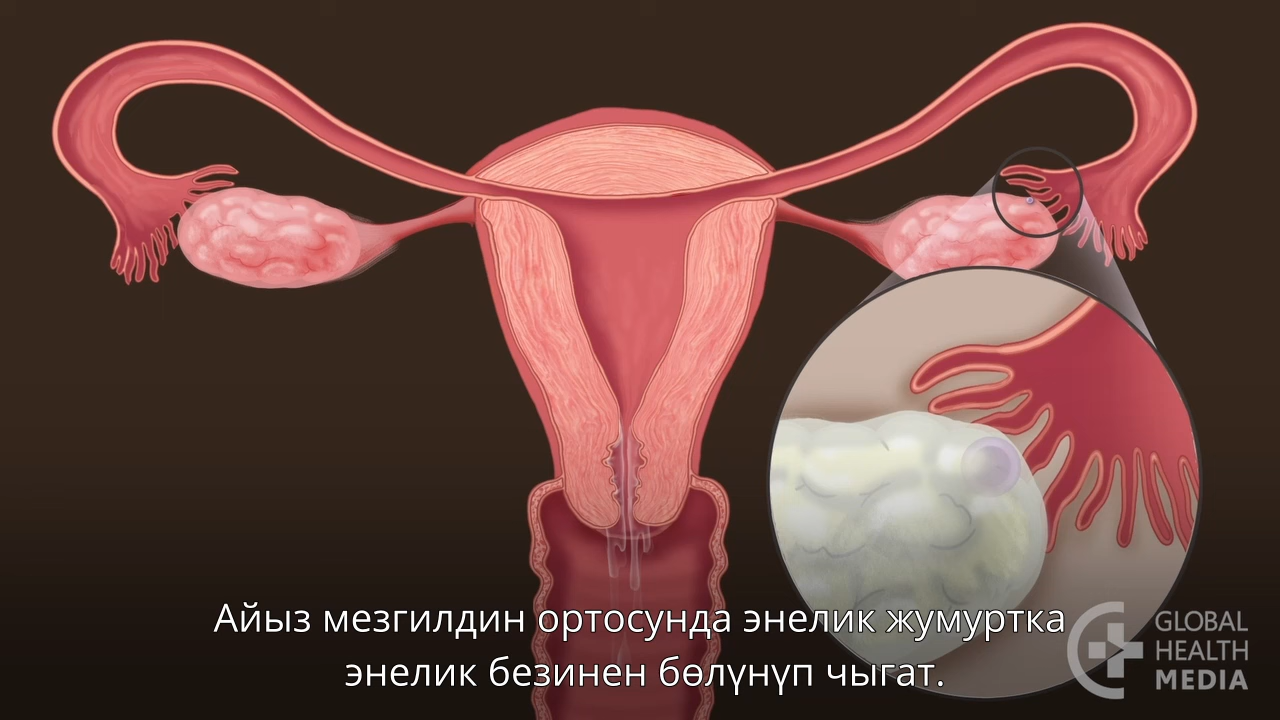 Айыз мезгилдин ортосунда энелик жумуртка
энелик безинен бөлүнүп чыгат.
GLOBAL
HEALTH
MEDIA